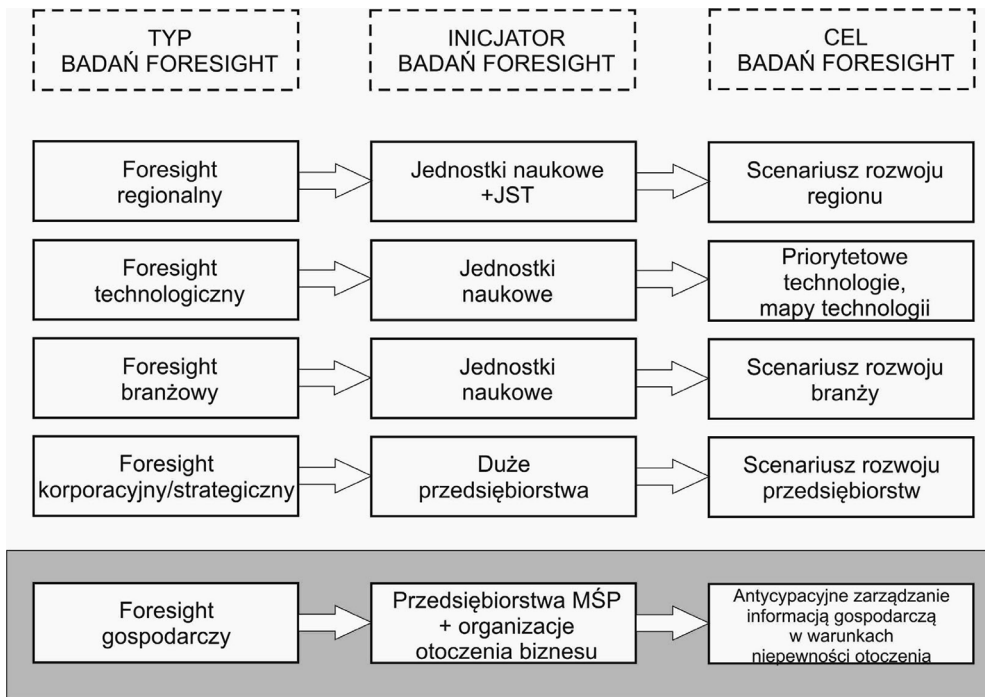 TYP
BADAŃ FORESIGHT
INICJATOR
BADAŃ FORESIGHT
CEL
BADAŃ FORESIGHT
Foresight
regionalny
Jednostki naukowe
+JST
Scenariusz rozwoju
regionu
Foresight
technologiczny
Jednostki
naukowe
Priorytetowe
technologie,
mapy technologii
Foresight
branżowy
Jednostki
naukowe
Scenariusz rozwoju
branży
Foresight
korporacyjny/strategiczny
Duże
przedsiębiorstwa
Scenariusz rozwoju
przedsiębiorstw
Foresight
gospodarczy
Przedsiębiorstwa MŚP
+ organizacje
otoczenia biznesu
Antycypacyjne zarządzanie
informacją gospodarczą
w warunkach
niepewności otoczenia